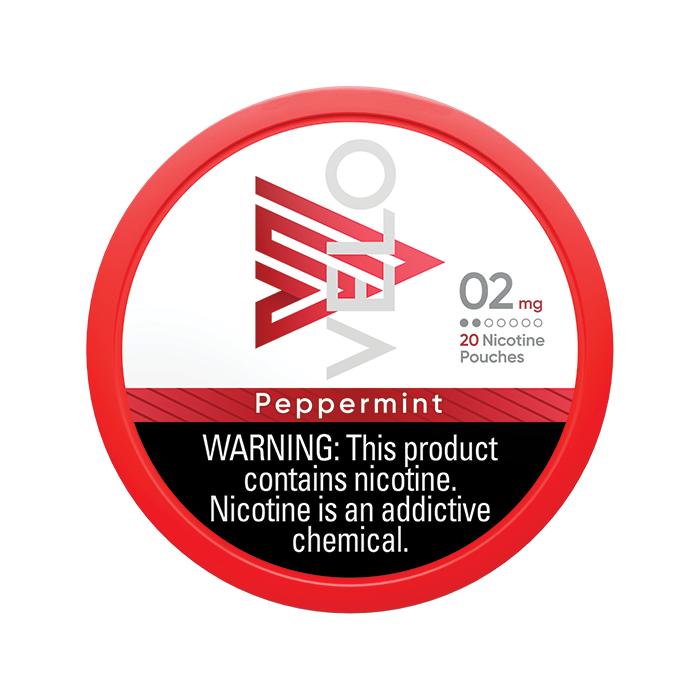 VELO
02 mg
20 Nicotine
Pouches
Peppermint
WARNING: This product
contains nicotine.
Nicotine is an addictive
chemical.